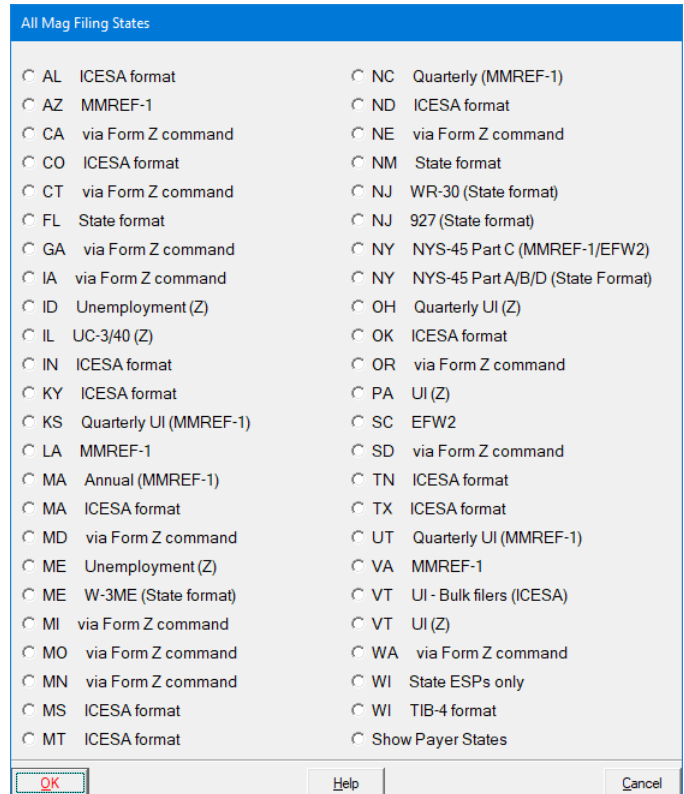 All Mag Filing States
AL ICESA format
AZ MMREF-1
CA via Form Z command
CO ICESA format
CT via Form Z command
FL State format
GA via Form Z command
IA via Form Z command
ID Unemployment (Z)
IL UC-3/40 (Z)
IN ICESA format
KY ICESA format
KS Quarterly UI (MMREF-1)
LA MMREF-1
MA Annual (MMREF-1)
MA ICESA format
MD via Form Z command
ME Unemployment (Z)
ME W-3ME (State format)
MI via Form Z command
MO via Form Z command
MN via Form Z command
MS ICESA format
MT ICESA format
NC Quarterly (MMREF-1)
ND ICESA format
NE via Form Z command
NM State format
NJ WR-30 (State format)
NJ 927 (State format)
NY NYS-45 Part C (MMREF-1/EFW2)
NY NYS-45 Part A/B/D (State Format)
OH Quarterly UI (Z)
OK ICESA format
OR via Form Z command
PA UI (Z)
SC EFW2
SD via Form Z command
TN ICESA format
TX ICESA format
UT Quarterly UI (MMREF-1)
VA MMREF-1
VT UI - Bulk filers (ICESA)
VT UI (Z)
WA via Form Z command
WI State ESPs only
WI TIB-4 format
Show Payer States
OK Help Cancel